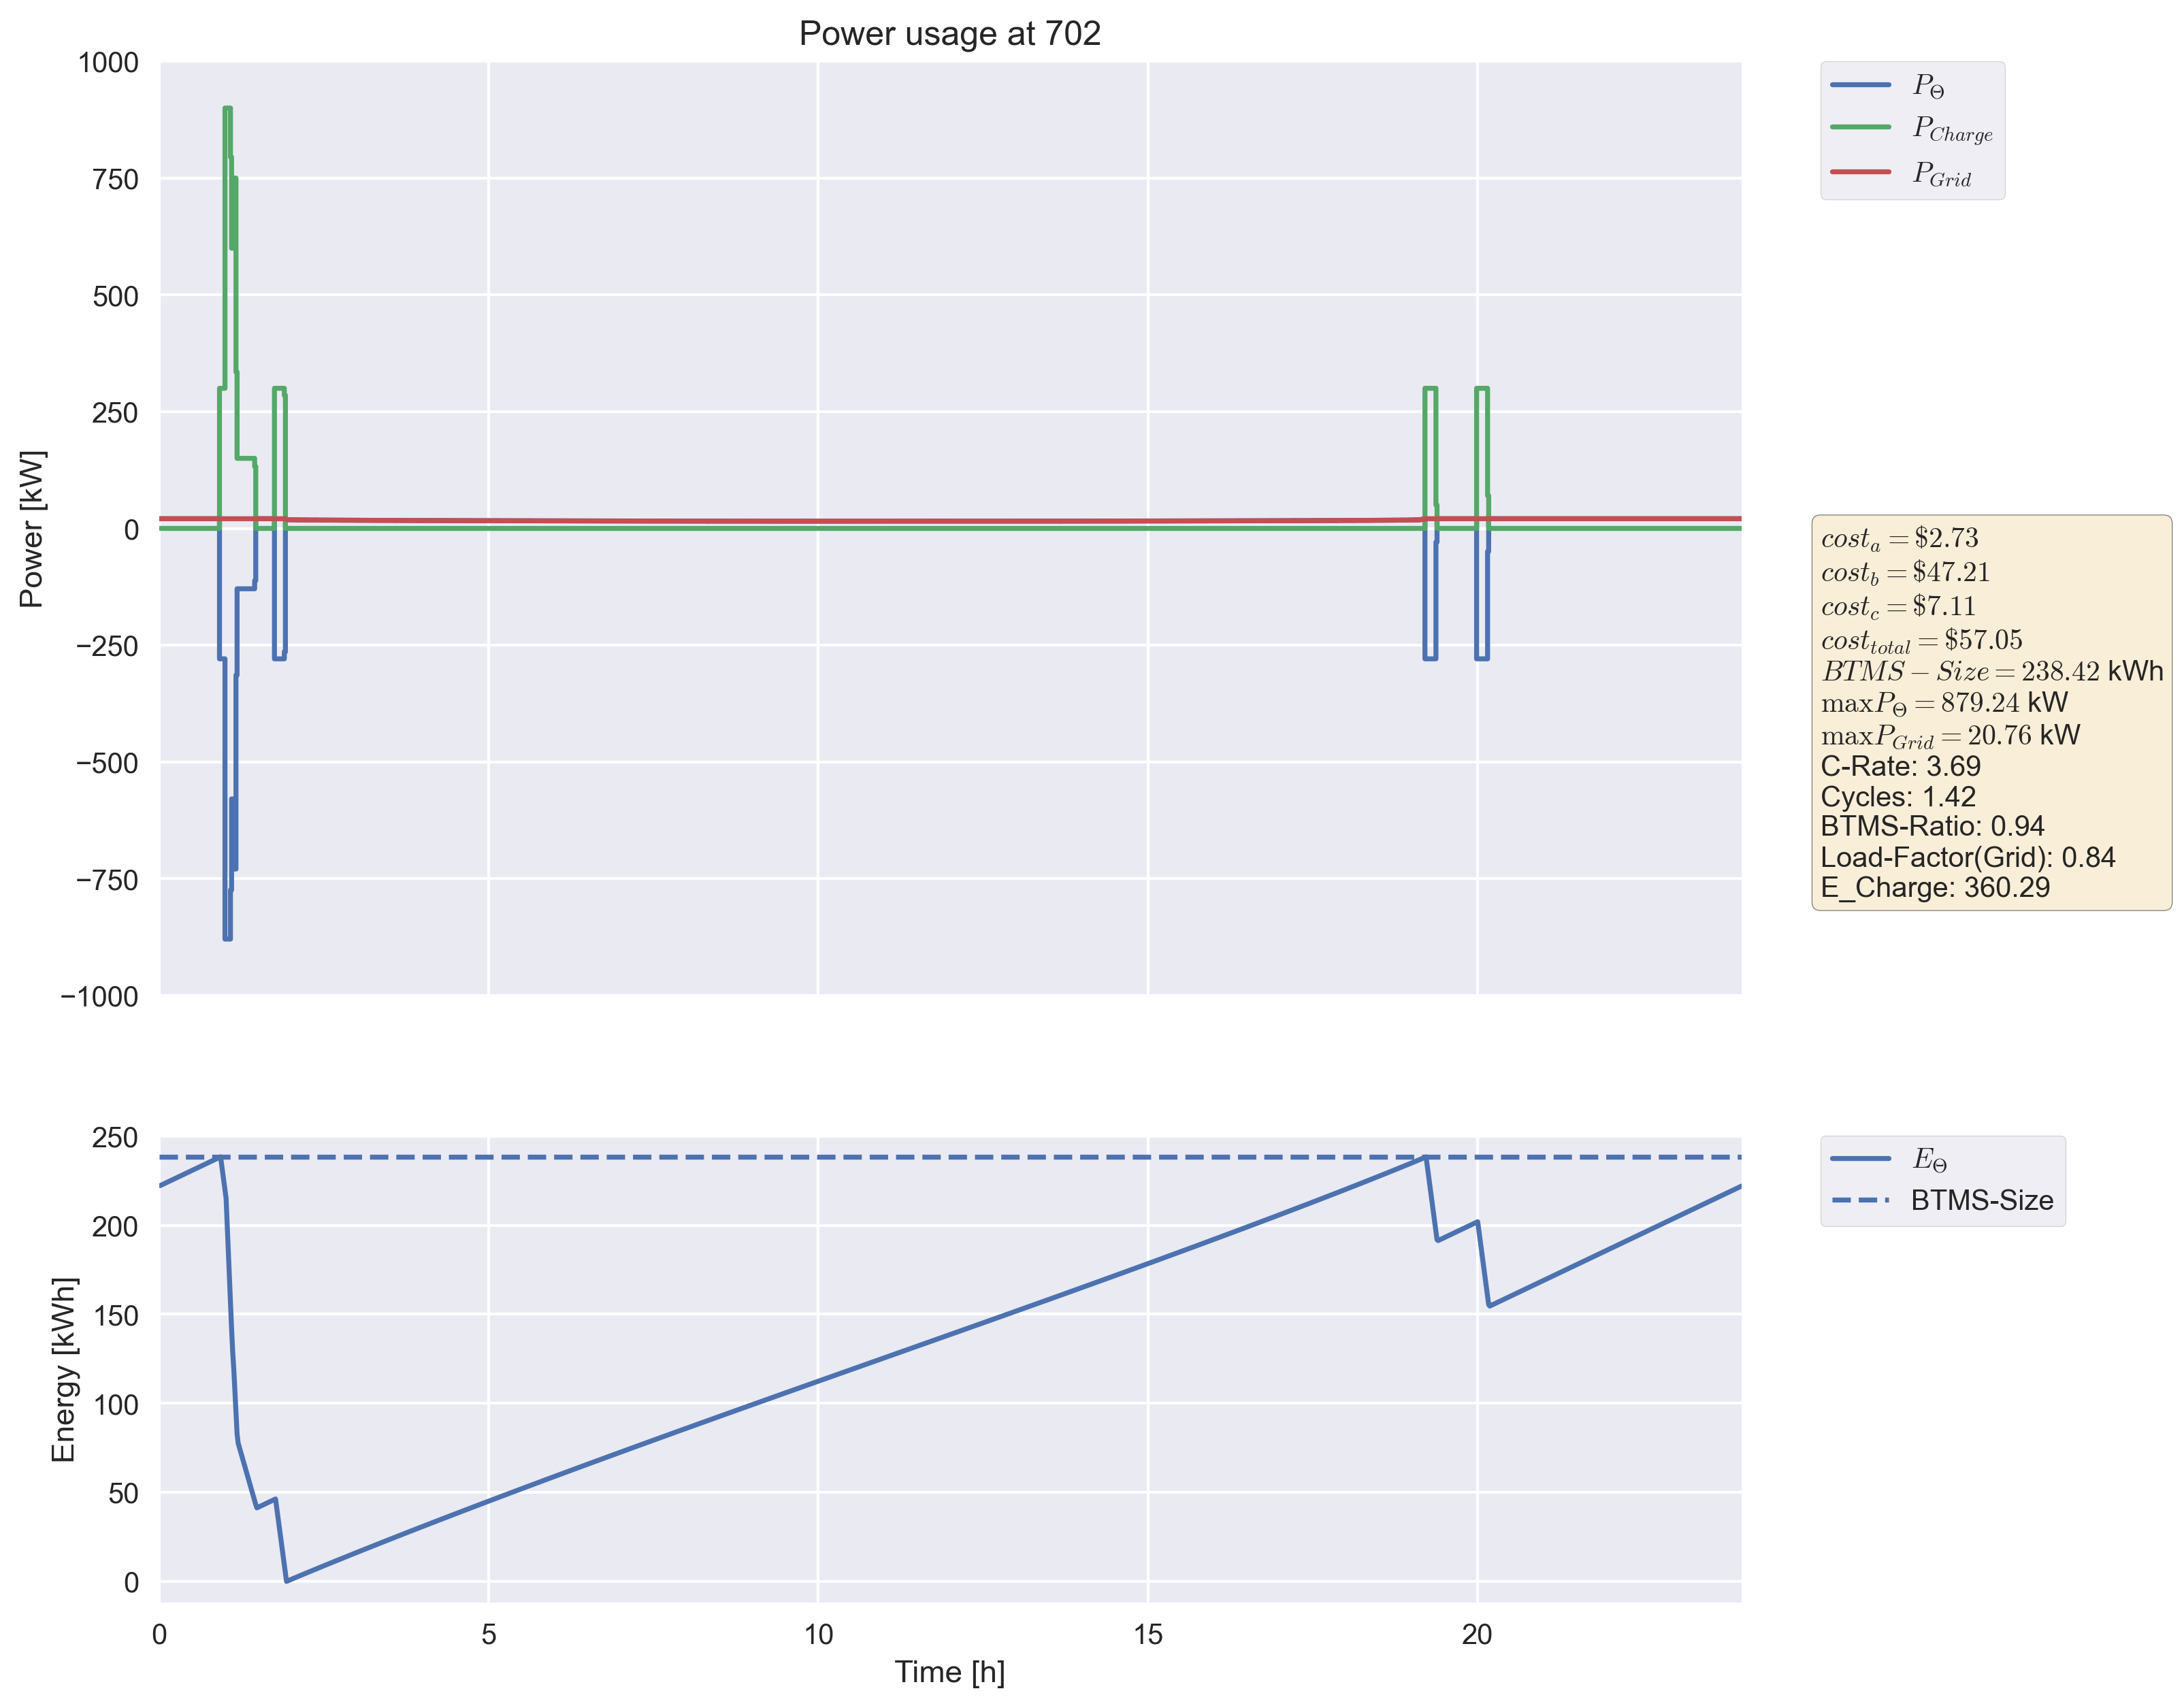 Power usage at 702
1000
750
500
250
0
−250
−500
−750
−1000
Power [kW]
P_Θ
P_Charge
P_Grid
cost_a = $2.73
cost_b = $47.21
cost_c = $7.11
cost_total = $57.05
BTMS − Size = 238.42 kWh
maxP_Θ = 879.24 kW
maxP_Grid = 20.76 kW
C-Rate: 3.69
Cycles: 1.42
BTMS-Ratio: 0.94
Load-Factor(Grid): 0.84
E_Charge: 360.29
250
200
150
100
50
0
Energy [kWh]
E_Θ
BTMS-Size
0 5 10 15 20
Time [h]